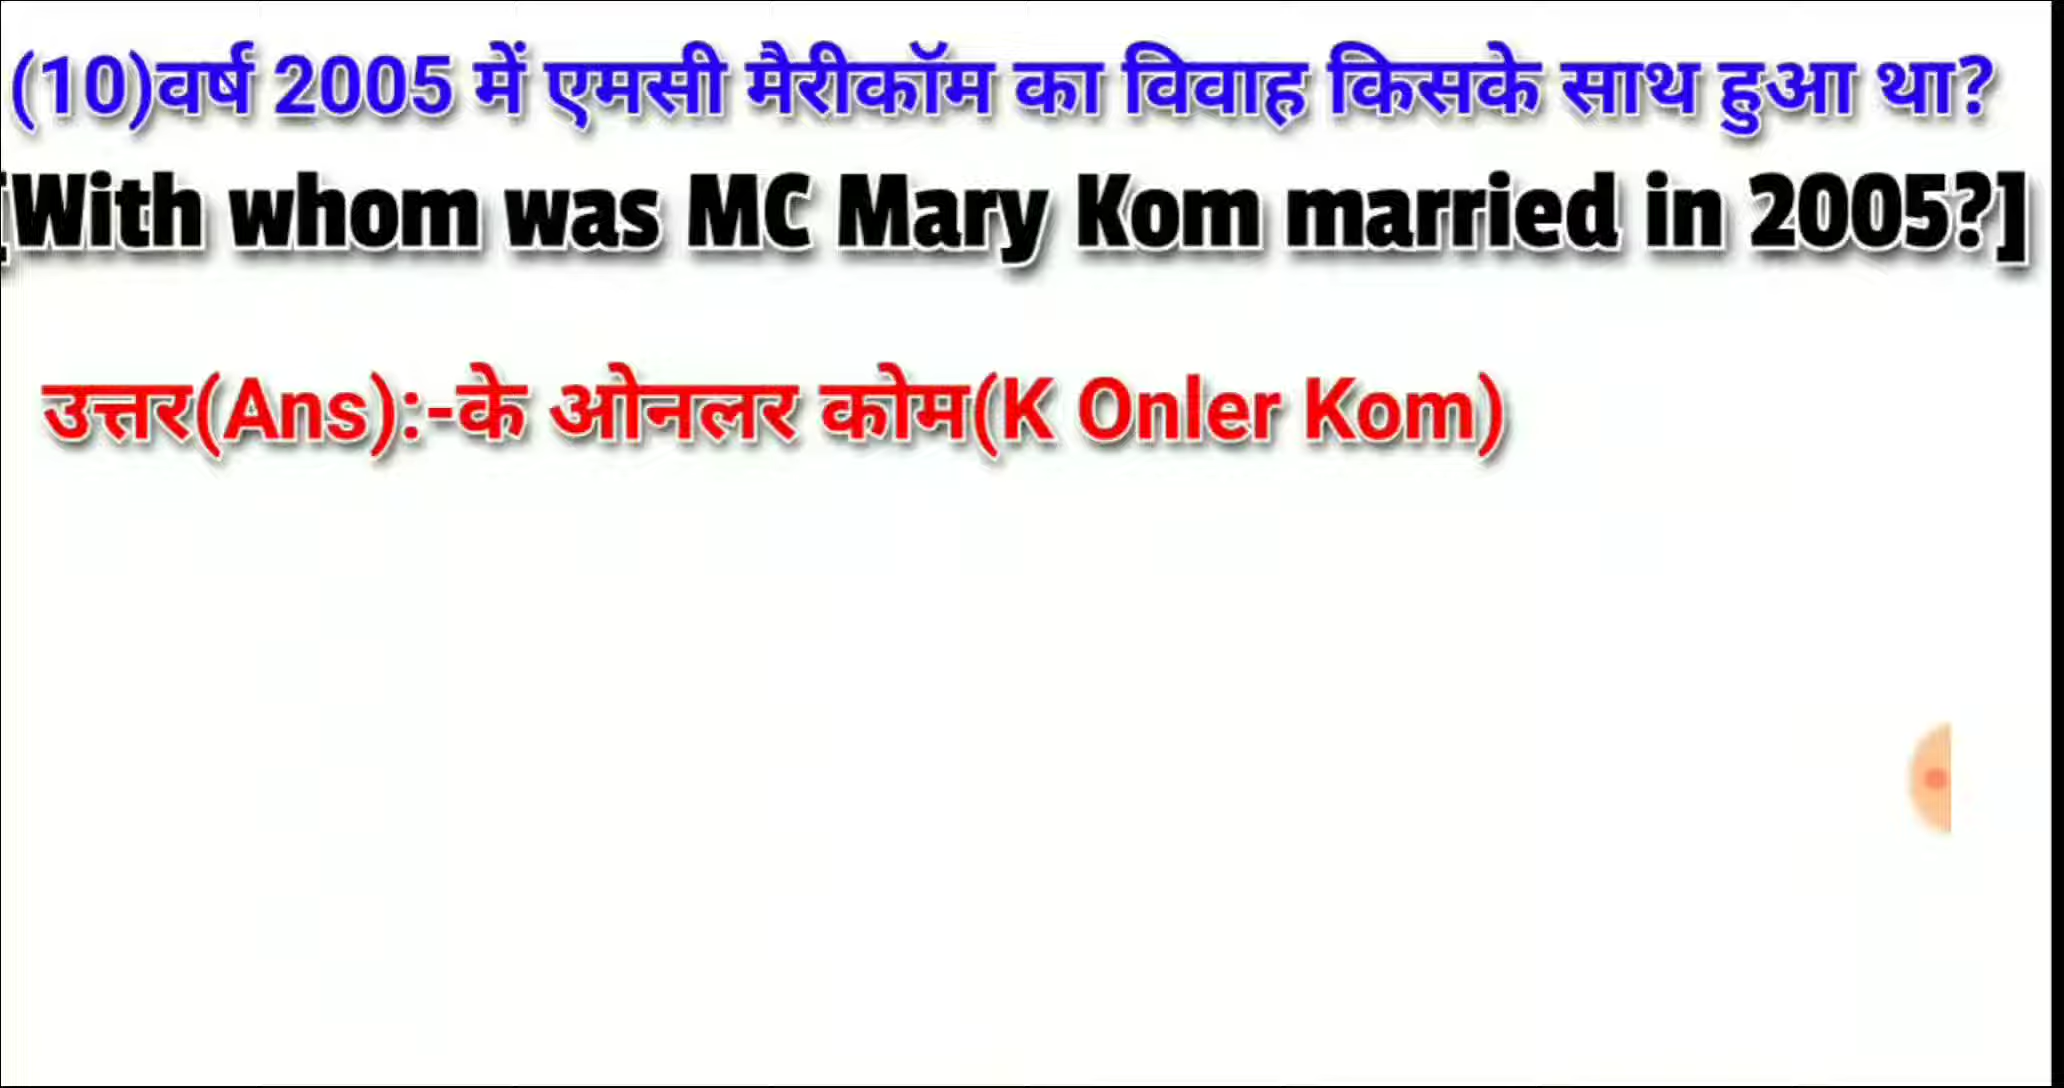 (10)वर्ष 2005 में एमसी मैरीकॉम का विवाह किसके साथ हुआ था?
[With whom was MC Mary Kom married in 2005?]
उत्तर(Ans):-के ओनलर कोम(K Onler Kom)